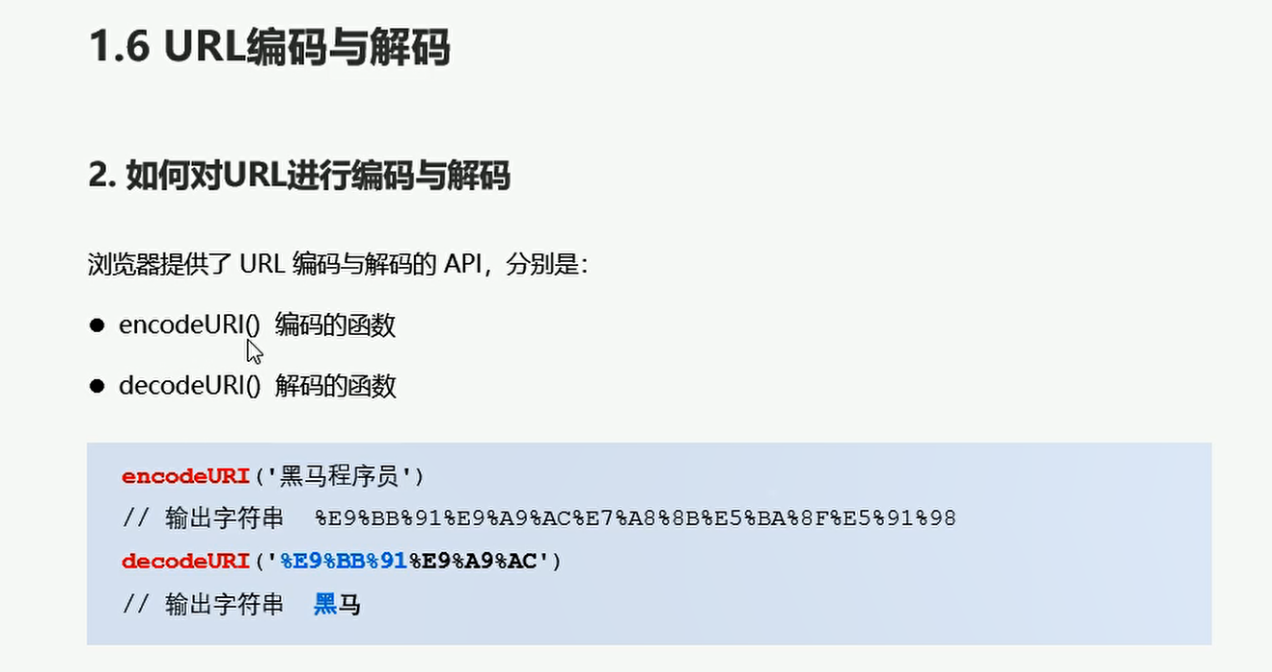 1.6 URL编码与解码
2. 如何对URL进行编码与解码
浏览器提供了 URL 编码与解码的 API，分别是：
● encodeURI() 编码的函数
● decodeURI() 解码的函数
encodeURI('黑马程序员')
// 输出字符串 %E9%BB%91%E9%A9%AC%E7%A8%8B%E5%BA%8F%E5%91%98
decodeURI('%E9%BB%91%E9%A9%AC')
// 输出字符串 黑马